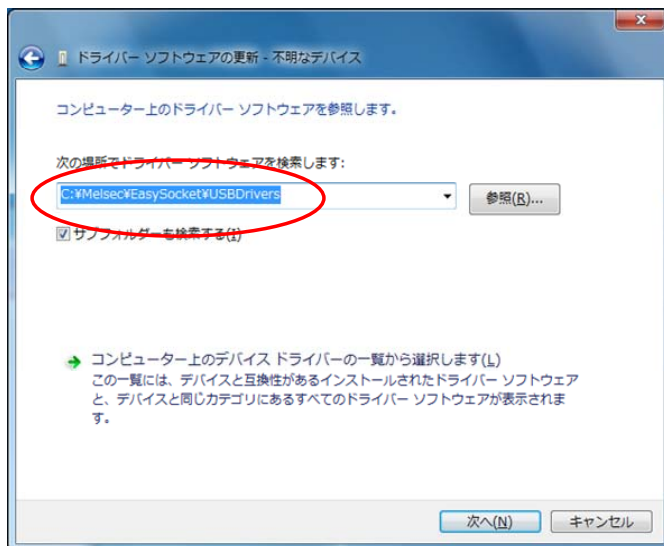 ドライバー ソフトウェアの更新 - 不明なデバイス
コンピューター上のドライバー ソフトウェアを参照します。
次の場所でドライバー ソフトウェアを検索します:
C:¥Melsec¥EasySocket¥USBDrivers
参照(R)...
サブフォルダーも検索する(I)
コンピューター上のデバイス ドライバーの一覧から選択します(L)
この一覧には、デバイスと互換性があるインストールされたドライバー ソフトウェア
と、デバイスと同じカテゴリにあるすべてのドライバー ソフトウェアが表示されま
す。
次へ(N)
キャンセル